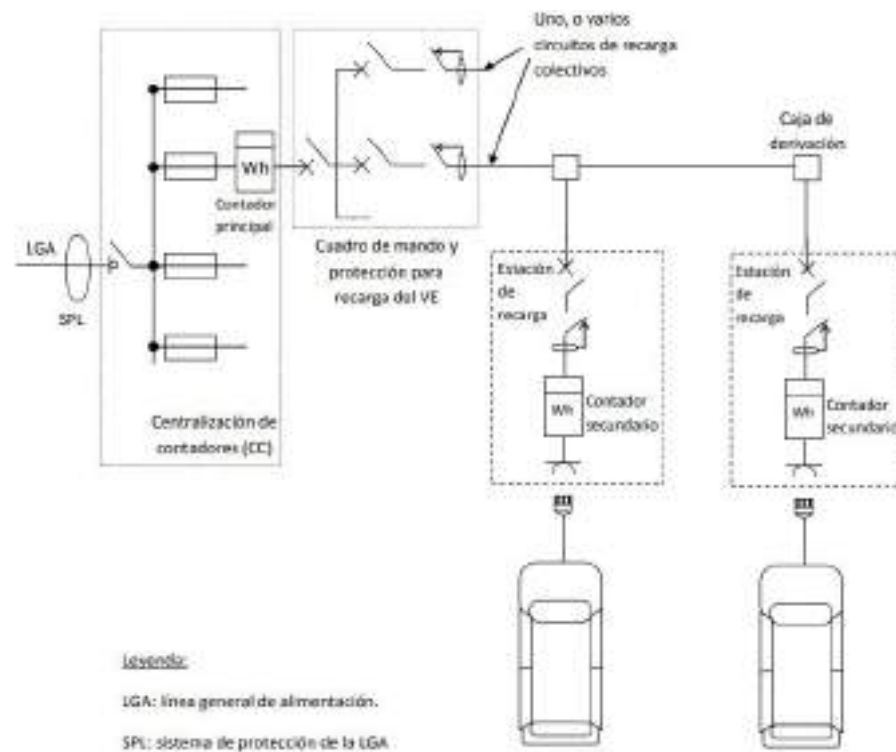 Uno, o varios
circuitos de recarga
colectivos
Caja de
derivación
Wh
Contador
principal
LGA
SPL
Cuadro de mando y
protección para
recarga del VE
Estación
de
recarga
Estación
de
recarga
Wh
Contador
secundario
Wh
Contador
secundario
Centralización de
contadores (CC)
Leyenda:
LGA: línea general de alimentación.
SPL: sistema de protección de la LGA